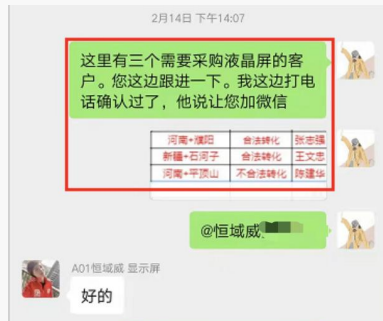 2月14日 下午14:07
这里有三个需要采购液晶屏的客
户。您这边跟进一下。我这边打电
话确认过了，他说让您加微信
河南+濮阳 合法转化 张志强
新疆+石河子 合法转化 王文忠
河南+平顶山 不合法转化 陈建华
@恒域威
A01恒域威 显示屏
好的